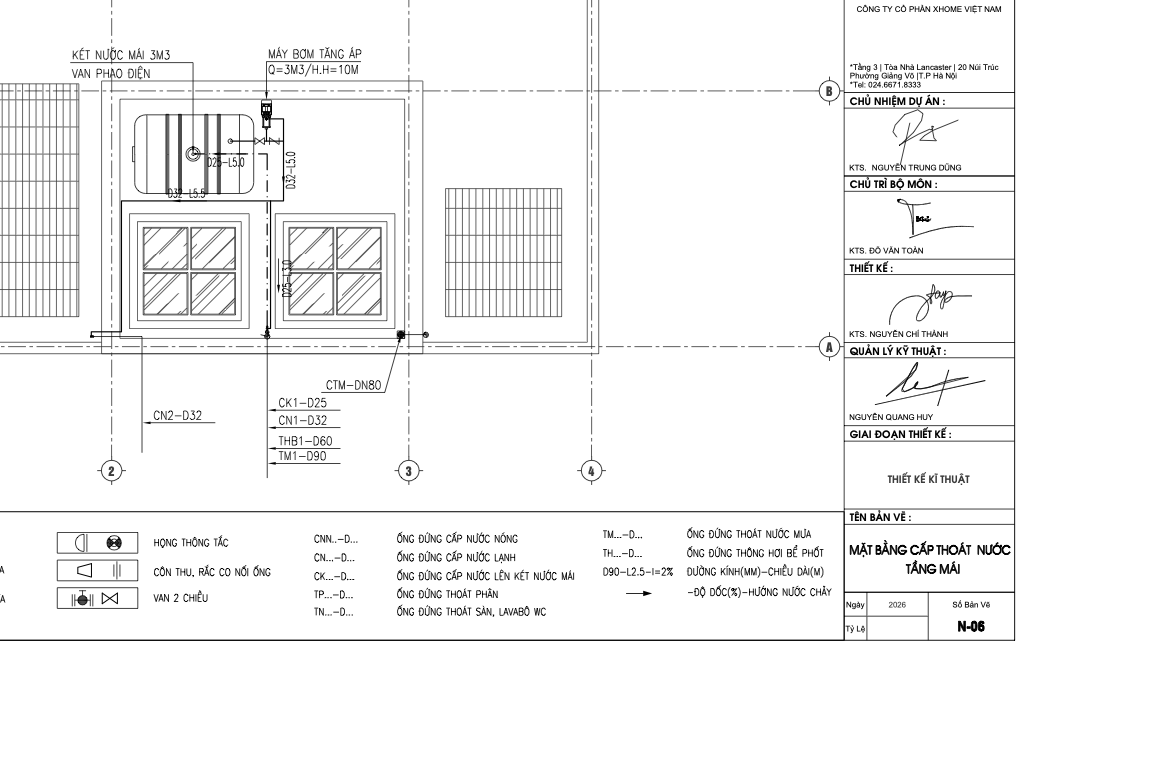 KÉT NƯỚC MÁI 3M3
VAN PHAO ĐIỆN
MÁY BƠM TĂNG ÁP
Q=3M3/H.H=10M
D25-L5.0
D32-L5.0
D32-L5.5
D25-L3.0
CTM-DN80
CK1-D25
CN1-D32
CN2-D32
THB1-D60
TM1-D90
2
3
4
B
A
HỌNG THÔNG TẮC
CÔN THU, RẮC CO NỐI ỐNG
VAN 2 CHIỀU
CNN..-D... ỐNG ĐỨNG CẤP NƯỚC NÓNG
CN...-D... ỐNG ĐỨNG CẤP NƯỚC LẠNH
CK...-D... ỐNG ĐỨNG CẤP NƯỚC LÊN KÉT NƯỚC MÁI
TP...-D... ỐNG ĐỨNG THOÁT PHÂN
TN...-D... ỐNG ĐỨNG THOÁT SÀN, LAVABÔ WC
TM...-D... ỐNG ĐỨNG THOÁT NƯỚC MƯA
TH...-D... ỐNG ĐỨNG THÔNG HƠI BỂ PHỐT
D90-L2.5-I=2% ĐƯỜNG KÍNH(MM)-CHIỀU DÀI(M)
-ĐỘ DỐC(%)-HƯỚNG NƯỚC CHẢY
CÔNG TY CỔ PHẦN XHOME VIỆT NAM
*Tầng 3 | Tòa Nhà Lancaster | 20 Núi Trúc
Phường Giảng Võ |T.P Hà Nội
*Tel: 024.6671.8333
CHỦ NHIỆM DỰ ÁN :
KTS. NGUYỄN TRUNG DŨNG
CHỦ TRÌ BỘ MÔN :
KTS. ĐỖ VĂN TOÀN
THIẾT KẾ :
KTS. NGUYỄN CHÍ THÀNH
QUẢN LÝ KỸ THUẬT :
NGUYỄN QUANG HUY
GIAI ĐOẠN THIẾT KẾ :
THIẾT KẾ KĨ THUẬT
TÊN BẢN VẼ :
MẶT BẰNG CẤP THOÁT NƯỚC
TẦNG MÁI
Ngày 2026 Số Bản Vẽ
Tỷ Lệ N-06